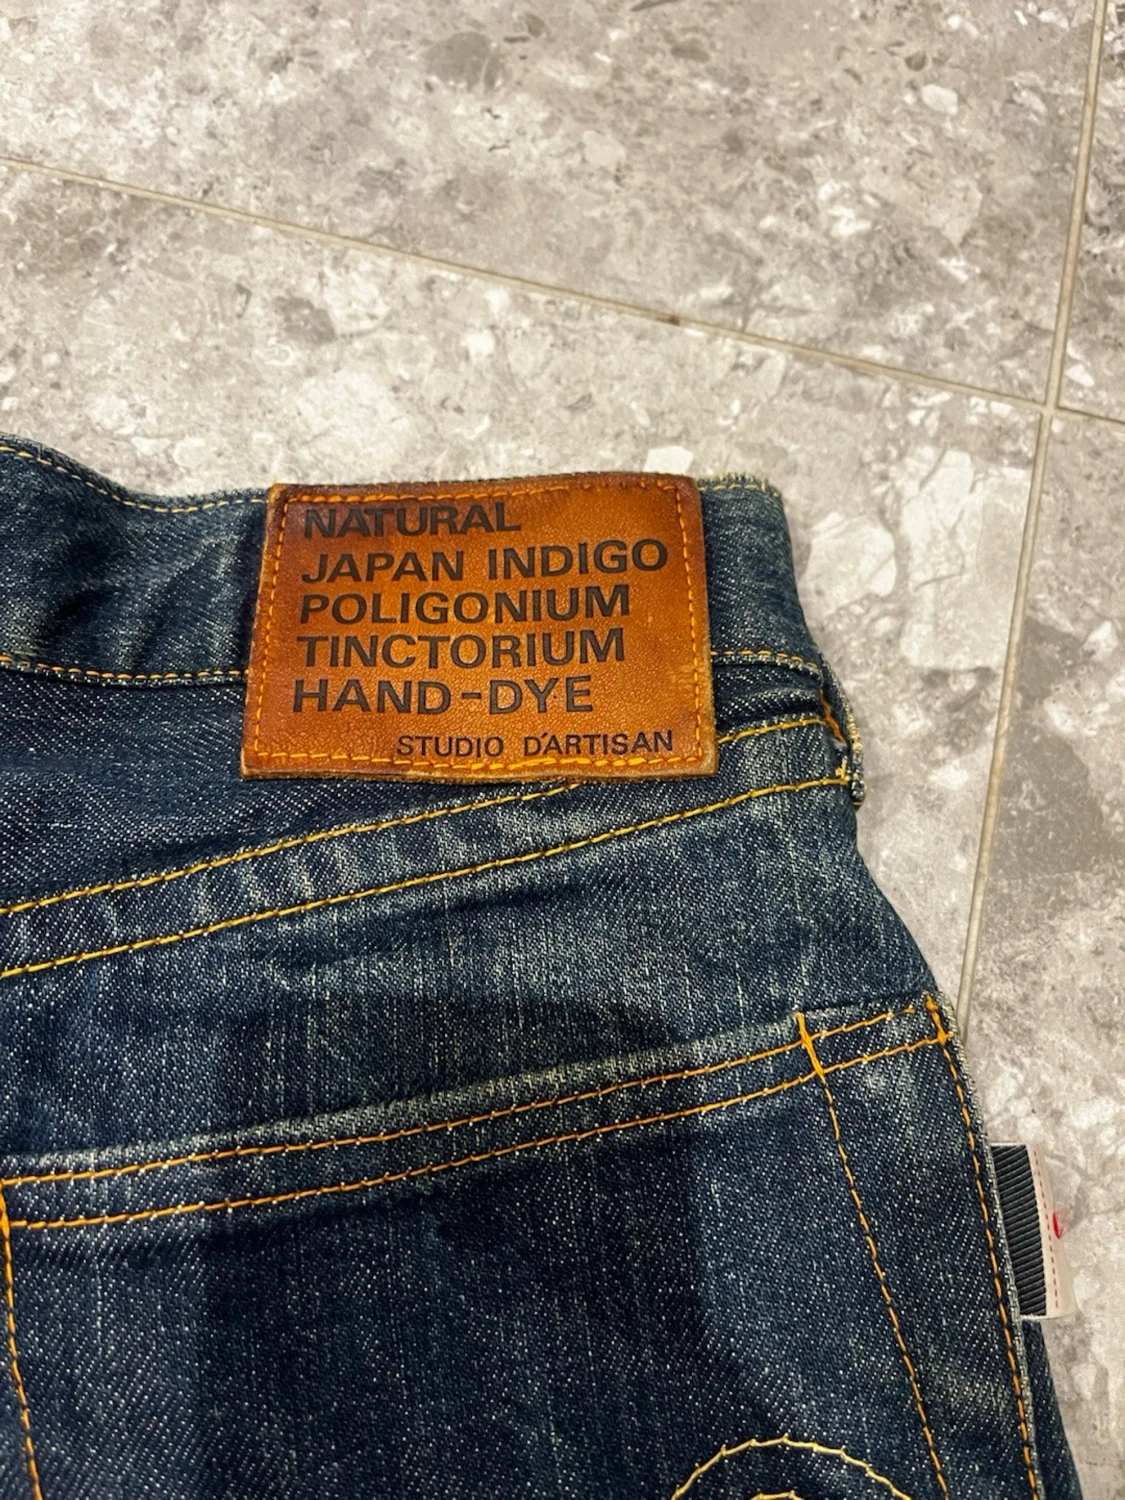 NATURAL
JAPAN INDIGO
POLIGONIUM
TINCTORIUM
HAND-DYE
STUDIO D'ARTISAN